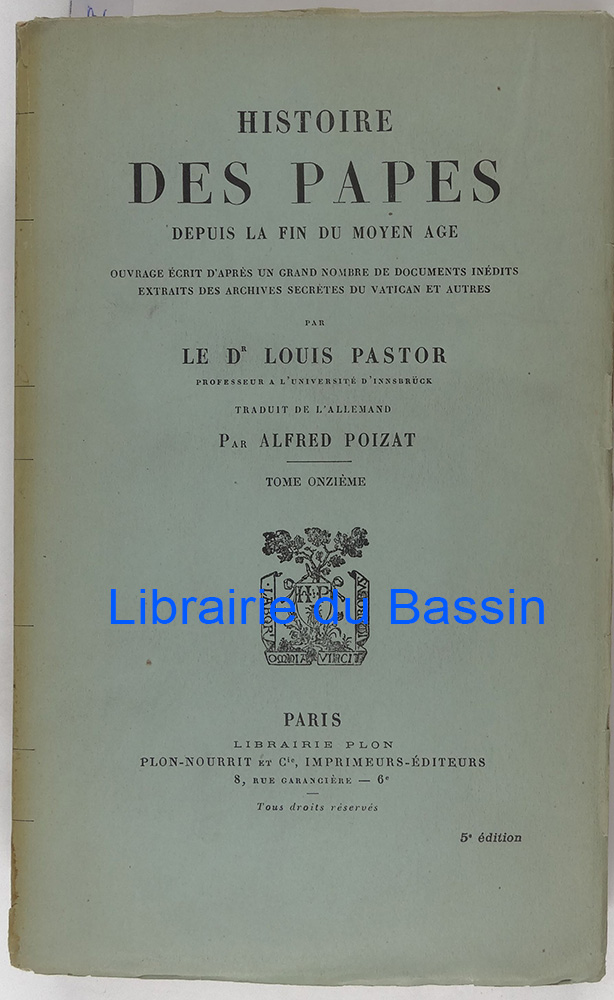 HISTOIRE
DES PAPES
DEPUIS LA FIN DU MOYEN AGE
OUVRAGE ÉCRIT D'APRÈS UN GRAND NOMBRE DE DOCUMENTS INÉDITS
EXTRAITS DES ARCHIVES SECRÈTES DU VATICAN ET AUTRES
PAR
LE DR LOUIS PASTOR
PROFESSEUR A L'UNIVERSITÉ D'INNSBRÜCK
TRADUIT DE L'ALLEMAND
PAR ALFRED POIZAT
TOME ONZIÈME
LABOR
H.P
OMNIA VINCIT
Librairie du Bassin
PARIS
LIBRAIRIE PLON
PLON-NOURRIT ET Cie, IMPRIMEURS-ÉDITEURS
8, RUE GARANCIÈRE — 6e
Tous droits réservés
5e édition